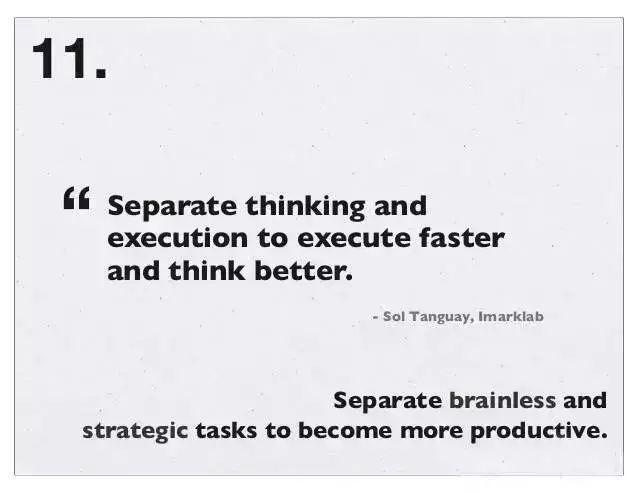 11.
“ Separate thinking and
execution to execute faster
and think better.
- Sol Tanguay, Imarklab
Separate brainless and
strategic tasks to become more productive.